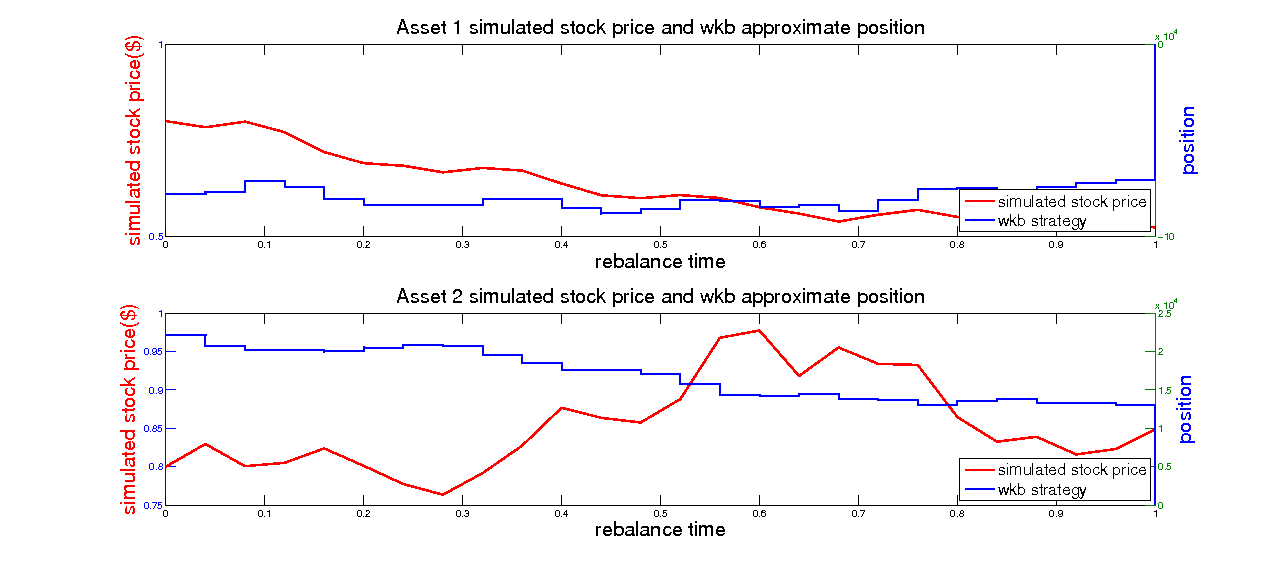 Asset 1 simulated stock price and wkb approximate position
simulated stock price($)
1
0.5
x 10^4
0
-10
position
simulated stock price
wkb strategy
0 0.1 0.2 0.3 0.4 0.5 0.6 0.7 0.8 0.9 1
rebalance time
Asset 2 simulated stock price and wkb approximate position
simulated stock price($)
1
0.95
0.9
0.85
0.8
0.75
x 10^4
2.5
2
1.5
1
0.5
0
position
simulated stock price
wkb strategy
0 0.1 0.2 0.3 0.4 0.5 0.6 0.7 0.8 0.9 1
rebalance time